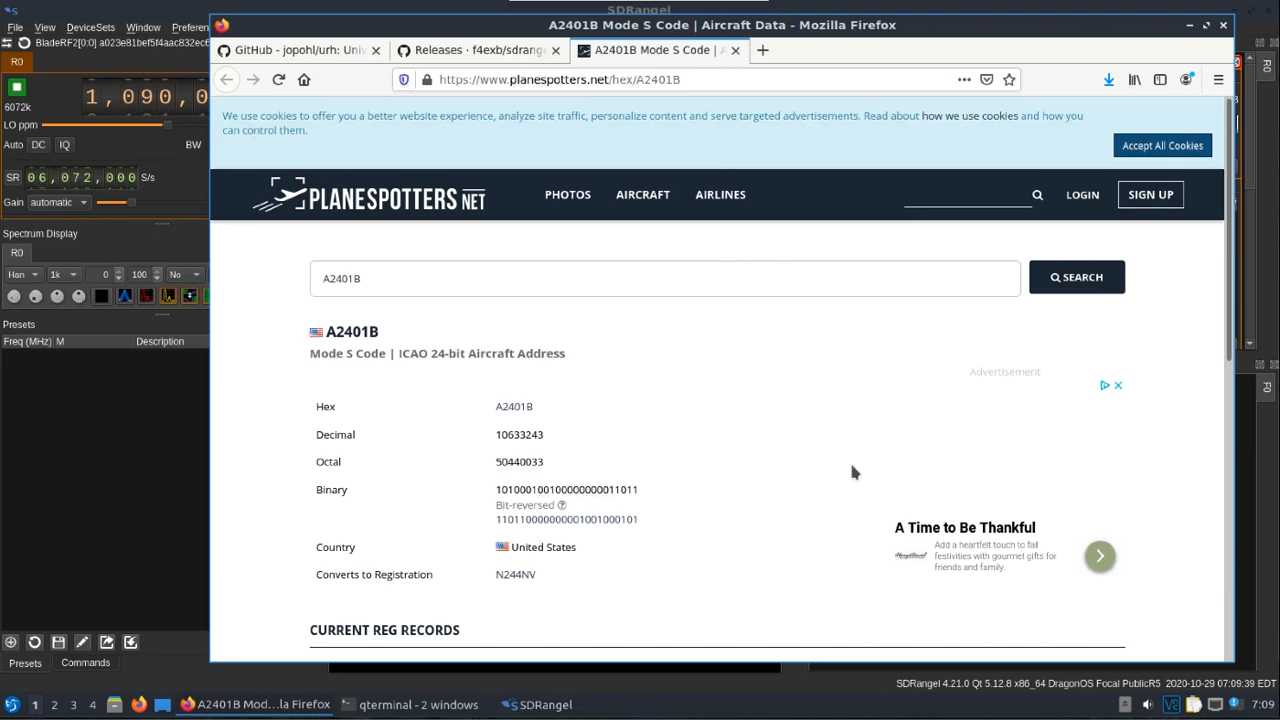 SDRangel
File View Devices Window Preferen
BladeRF2[0:0] a023e81bef5f4aac832ec6
R0
1,090,0
6072k
LO ppm
Auto DC IQ BW
SR 06,072,000 S/s
Gain automatic
Spectrum Display
R0
Han 1k 0 100 No
Presets
Freq (MHz) M Description
Presets Commands
A2401B Mode S Code | Aircraft Data - Mozilla Firefox
GitHub - jopohl/urh: Univ
Releases · f4exb/sdrange
A2401B Mode S Code | A
https://www.planespotters.net/hex/A2401B
We use cookies to offer you a better website experience, analyze site traffic, personalize content and serve targeted advertisements. Read about how we use cookies and how you
can control them.
Accept All Cookies
PLANESPOTTERS NET
PHOTOS AIRCRAFT AIRLINES
LOGIN SIGN UP
A2401B
SEARCH
A2401B
Mode S Code | ICAO 24-bit Aircraft Address
Advertisement
Hex A2401B
Decimal 10633243
Octal 50440033
Binary 101000100100000000011011
Bit-reversed
110110000000001001000101
Country United States
Converts to Registration N244NV
A Time to Be Thankful
Add a heartfelt touch to fall
festivities with gourmet gifts for
friends and family.
CURRENT REG RECORDS
R0
F0
F0
SDRangel 4.21.0 Qt 5.12.8 x86_64 DragonOS Focal PublicR5 2020-10-29 07:09:39 EDT
1 2 3 4 A2401B Mod...la Firefox qterminal - 2 windows SDRangel 7:09